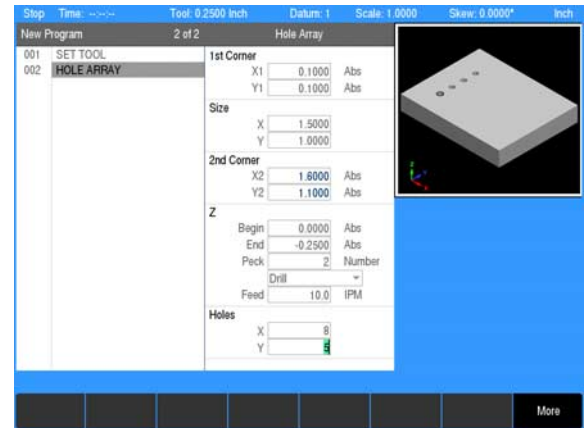 Stop Time: --:--:-- Tool: 0.2500 Inch Datum: 1 Scale: 1.0000 Skew: 0.0000° Inch
New Program 2 of 2 Hole Array
001 SET TOOL
002 HOLE ARRAY
1st Corner
X1 0.1000 Abs
Y1 0.1000 Abs
Size
X 1.5000
Y 1.0000
2nd Corner
X2 1.6000 Abs
Y2 1.1000 Abs
Z
Begin 0.0000 Abs
End -0.2500 Abs
Peck 2 Number
Drill
Feed 10.0 IPM
Holes
X 8
Y 5
More